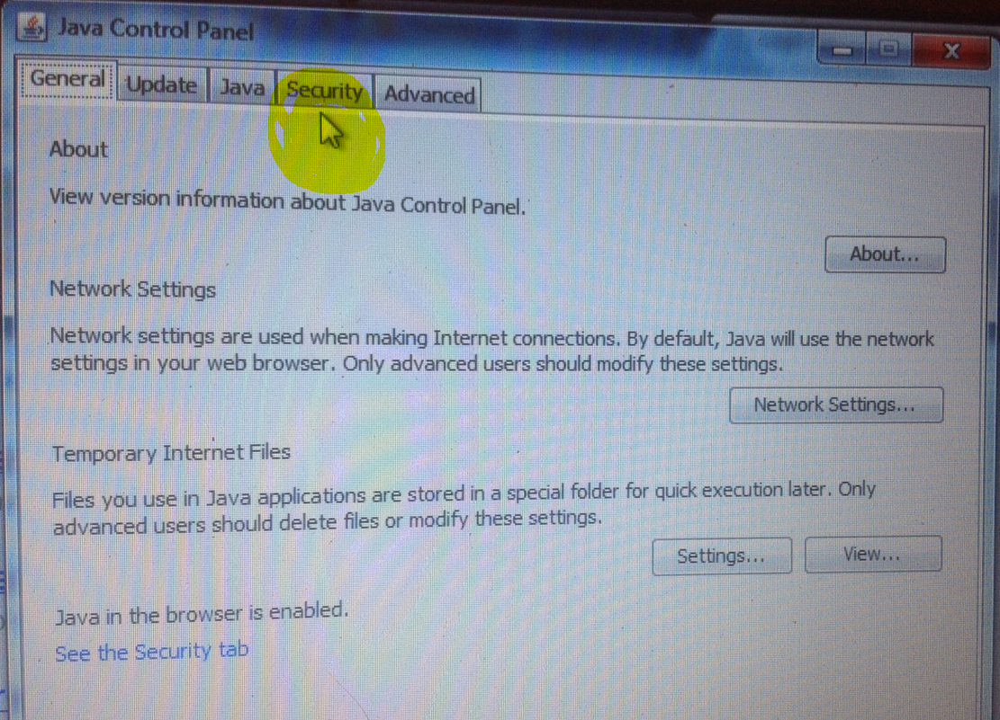 Java Control Panel
General Update Java Security Advanced
About
View version information about Java Control Panel.
About...
Network Settings
Network settings are used when making Internet connections. By default, Java will use the network
settings in your web browser. Only advanced users should modify these settings.
Network Settings...
Temporary Internet Files
Files you use in Java applications are stored in a special folder for quick execution later. Only
advanced users should delete files or modify these settings.
Settings... View...
Java in the browser is enabled.
See the Security tab